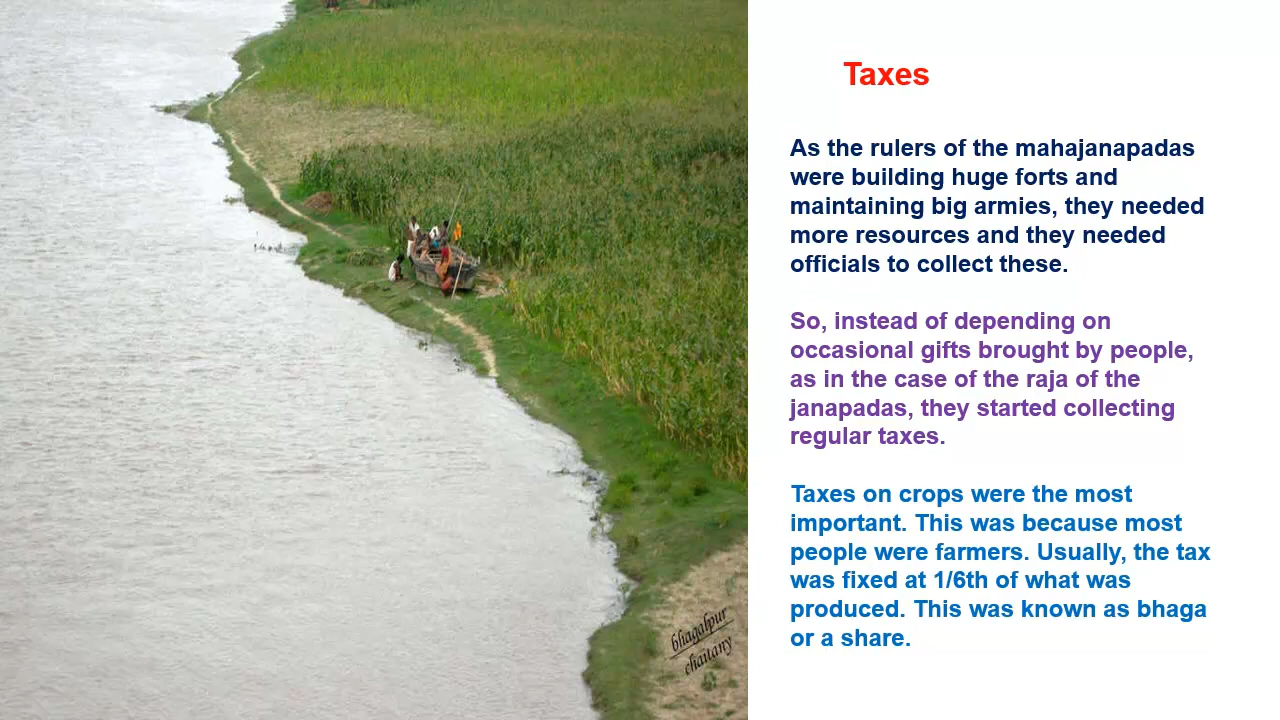 Taxes
As the rulers of the mahajanapadas
were building huge forts and
maintaining big armies, they needed
more resources and they needed
officials to collect these.
So, instead of depending on
occasional gifts brought by people,
as in the case of the raja of the
janapadas, they started collecting
regular taxes.
Taxes on crops were the most
important. This was because most
people were farmers. Usually, the tax
was fixed at 1/6th of what was
produced. This was known as bhaga
or a share.
bhagalpur
chaitany